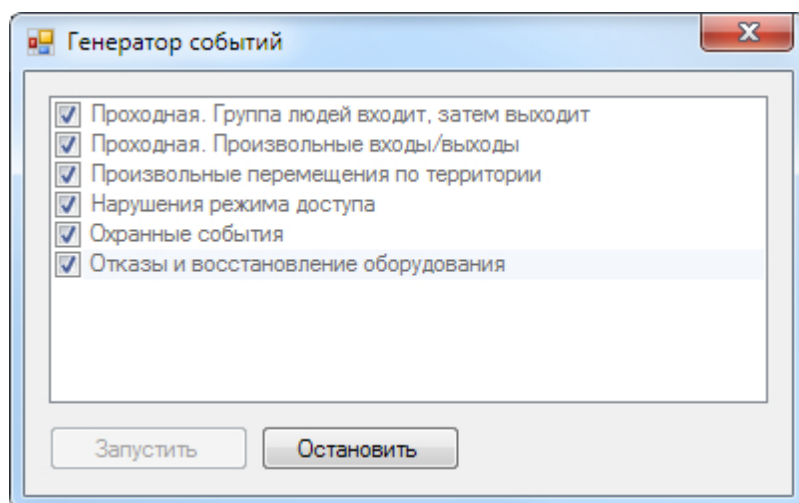 Генератор событий
Проходная. Группа людей входит, затем выходит
Проходная. Произвольные входы/выходы
Произвольные перемещения по территории
Нарушения режима доступа
Охранные события
Отказы и восстановление оборудования
Запустить Остановить